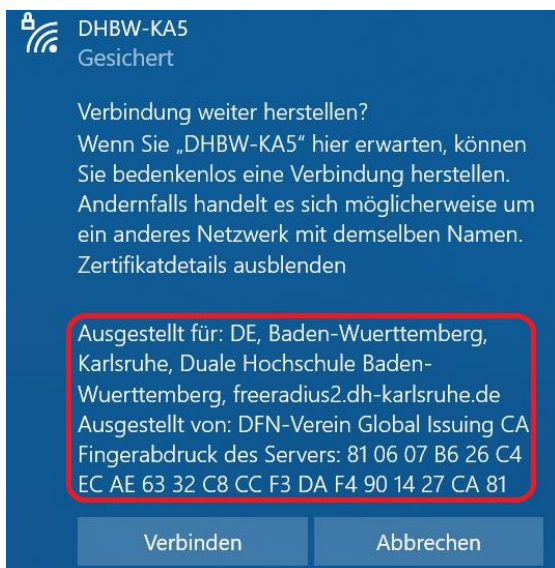 DHBW-KA5
Gesichert
Verbindung weiter herstellen?
Wenn Sie „DHBW-KA5“ hier erwarten, können
Sie bedenkenlos eine Verbindung herstellen.
Andernfalls handelt es sich möglicherweise um
ein anderes Netzwerk mit demselben Namen.
Zertifikatdetails ausblenden
Ausgestellt für: DE, Baden-Wuerttemberg,
Karlsruhe, Duale Hochschule Baden-
Wuerttemberg, freeradius2.dh-karlsruhe.de
Ausgestellt von: DFN-Verein Global Issuing CA
Fingerabdruck des Servers: 81 06 07 B6 26 C4
EC AE 63 32 C8 CC F3 DA F4 90 14 27 CA 81
Verbinden
Abbrechen